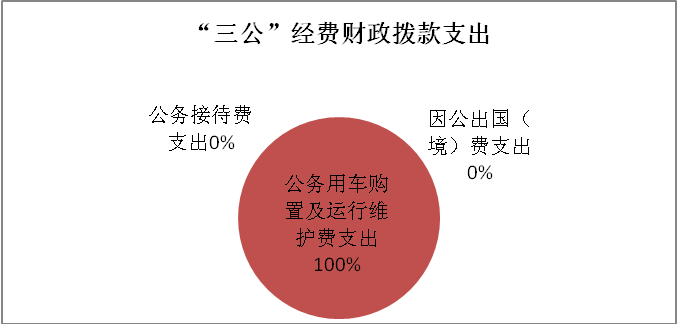 “三公”经费财政拨款支出
公务接待费
支出0%
因公出国（
境）费支出
0%
公务用车购
置及运行维
护费支出
100%